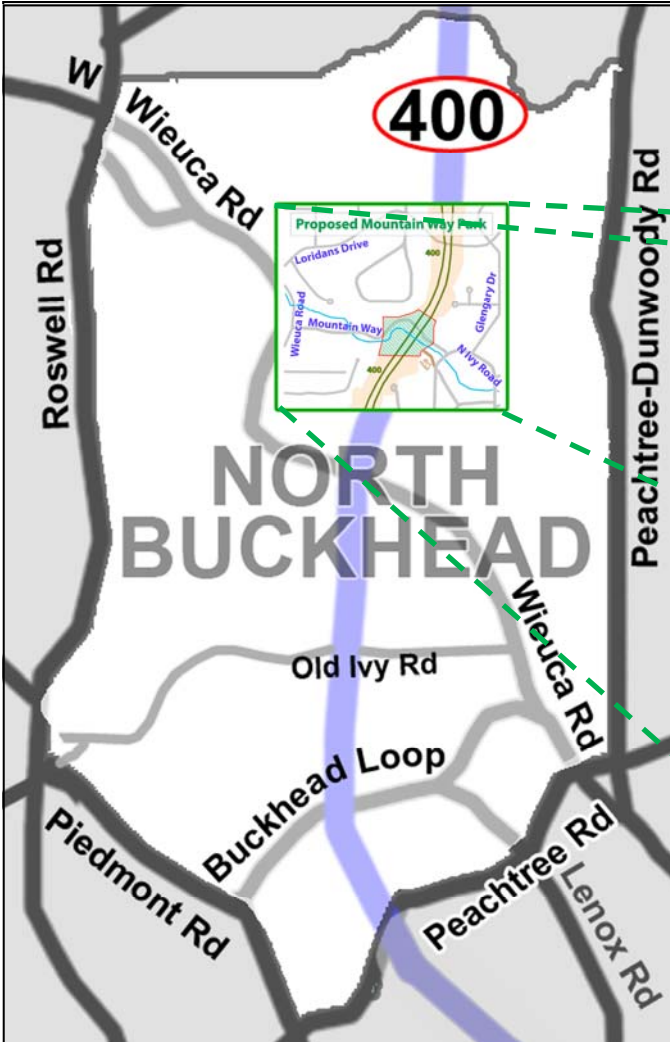 W Wieuca Rd
400
Peachtree-Dunwoody Rd
Roswell Rd
Proposed Mountain Way Park
Loridans Drive
400
Glengary Dr
Wieuca Road
Mountain Way
N Ivy Road
400
NORTH
BUCKHEAD
Wieuca Rd
Old Ivy Rd
Buckhead Loop
Piedmont Rd
Peachtree Rd
Lenox Rd